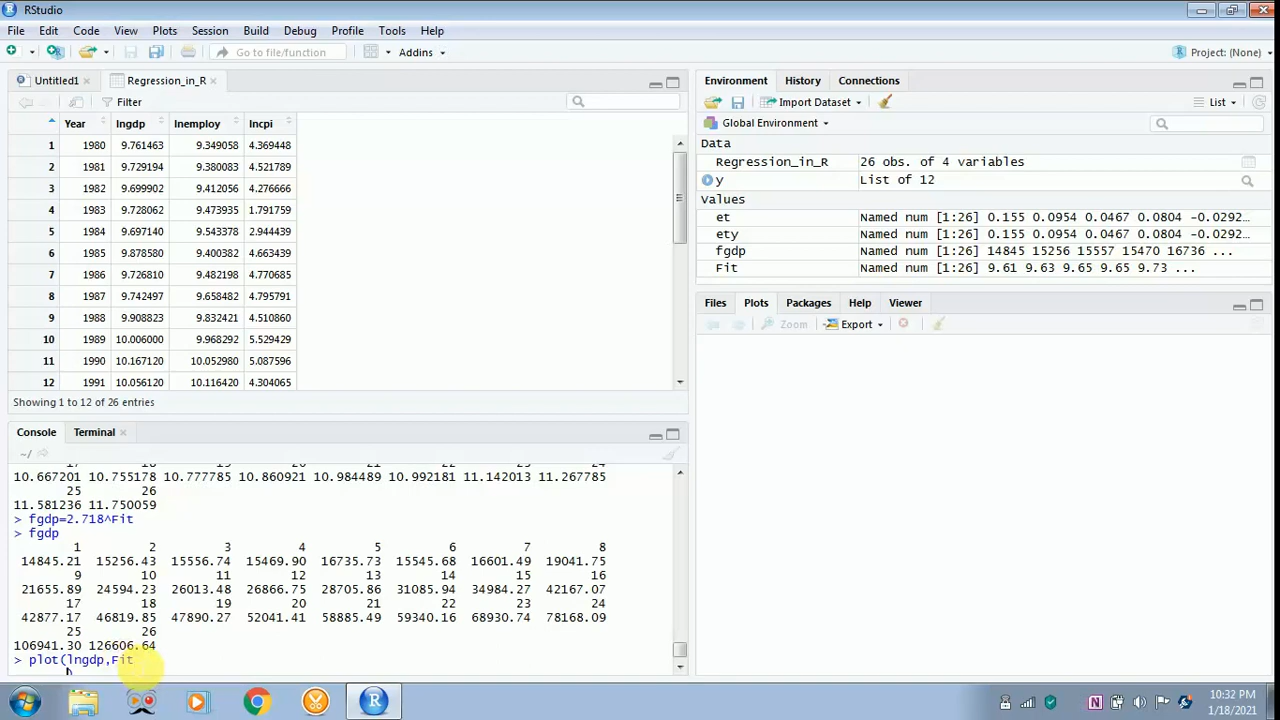 RStudio
File Edit Code View Plots Session Build Debug Profile Tools Help
Go to file/function Addins Project: (None)
Untitled1 Regression_in_R
Filter
Year lngdp lnemploy lncpi
1 1980 9.761463 9.349058 4.369448
2 1981 9.729194 9.380083 4.521789
3 1982 9.699902 9.412056 4.276666
4 1983 9.728062 9.473935 1.791759
5 1984 9.697140 9.543378 2.944439
6 1985 9.878580 9.400382 4.663439
7 1986 9.726810 9.482198 4.770685
8 1987 9.742497 9.658482 4.795791
9 1988 9.908823 9.832421 4.510860
10 1989 10.006000 9.968292 5.529429
11 1990 10.167120 10.052980 5.087596
12 1991 10.056120 10.116420 4.304065
Showing 1 to 12 of 26 entries
Console Terminal
~/
17 18 19 20 21 22 23 24
10.667201 10.755178 10.777785 10.860921 10.984489 10.992181 11.142013 11.267785
25 26
11.581236 11.750059
> fgdp=2.718^Fit
> fgdp
1 2 3 4 5 6 7 8
14845.21 15256.43 15556.74 15469.90 16735.73 15545.68 16601.49 19041.75
9 10 11 12 13 14 15 16
21655.89 24594.23 26013.48 26866.75 28705.86 31085.94 34984.27 42167.07
17 18 19 20 21 22 23 24
42877.17 46819.85 47890.27 52041.41 58885.49 59340.16 68930.74 78168.09
25 26
106941.30 126606.64
> plot(lngdp,Fit
)
Environment History Connections
Import Dataset List
Global Environment
Data
Regression_in_R 26 obs. of 4 variables
y List of 12
Values
et Named num [1:26] 0.155 0.0954 0.0467 0.0804 -0.0292...
ety Named num [1:26] 0.155 0.0954 0.0467 0.0804 -0.0292...
fgdp Named num [1:26] 14845 15256 15557 15470 16736 ...
Fit Named num [1:26] 9.61 9.63 9.65 9.65 9.73 ...
Files Plots Packages Help Viewer
Zoom Export
10:32 PM
1/18/2021